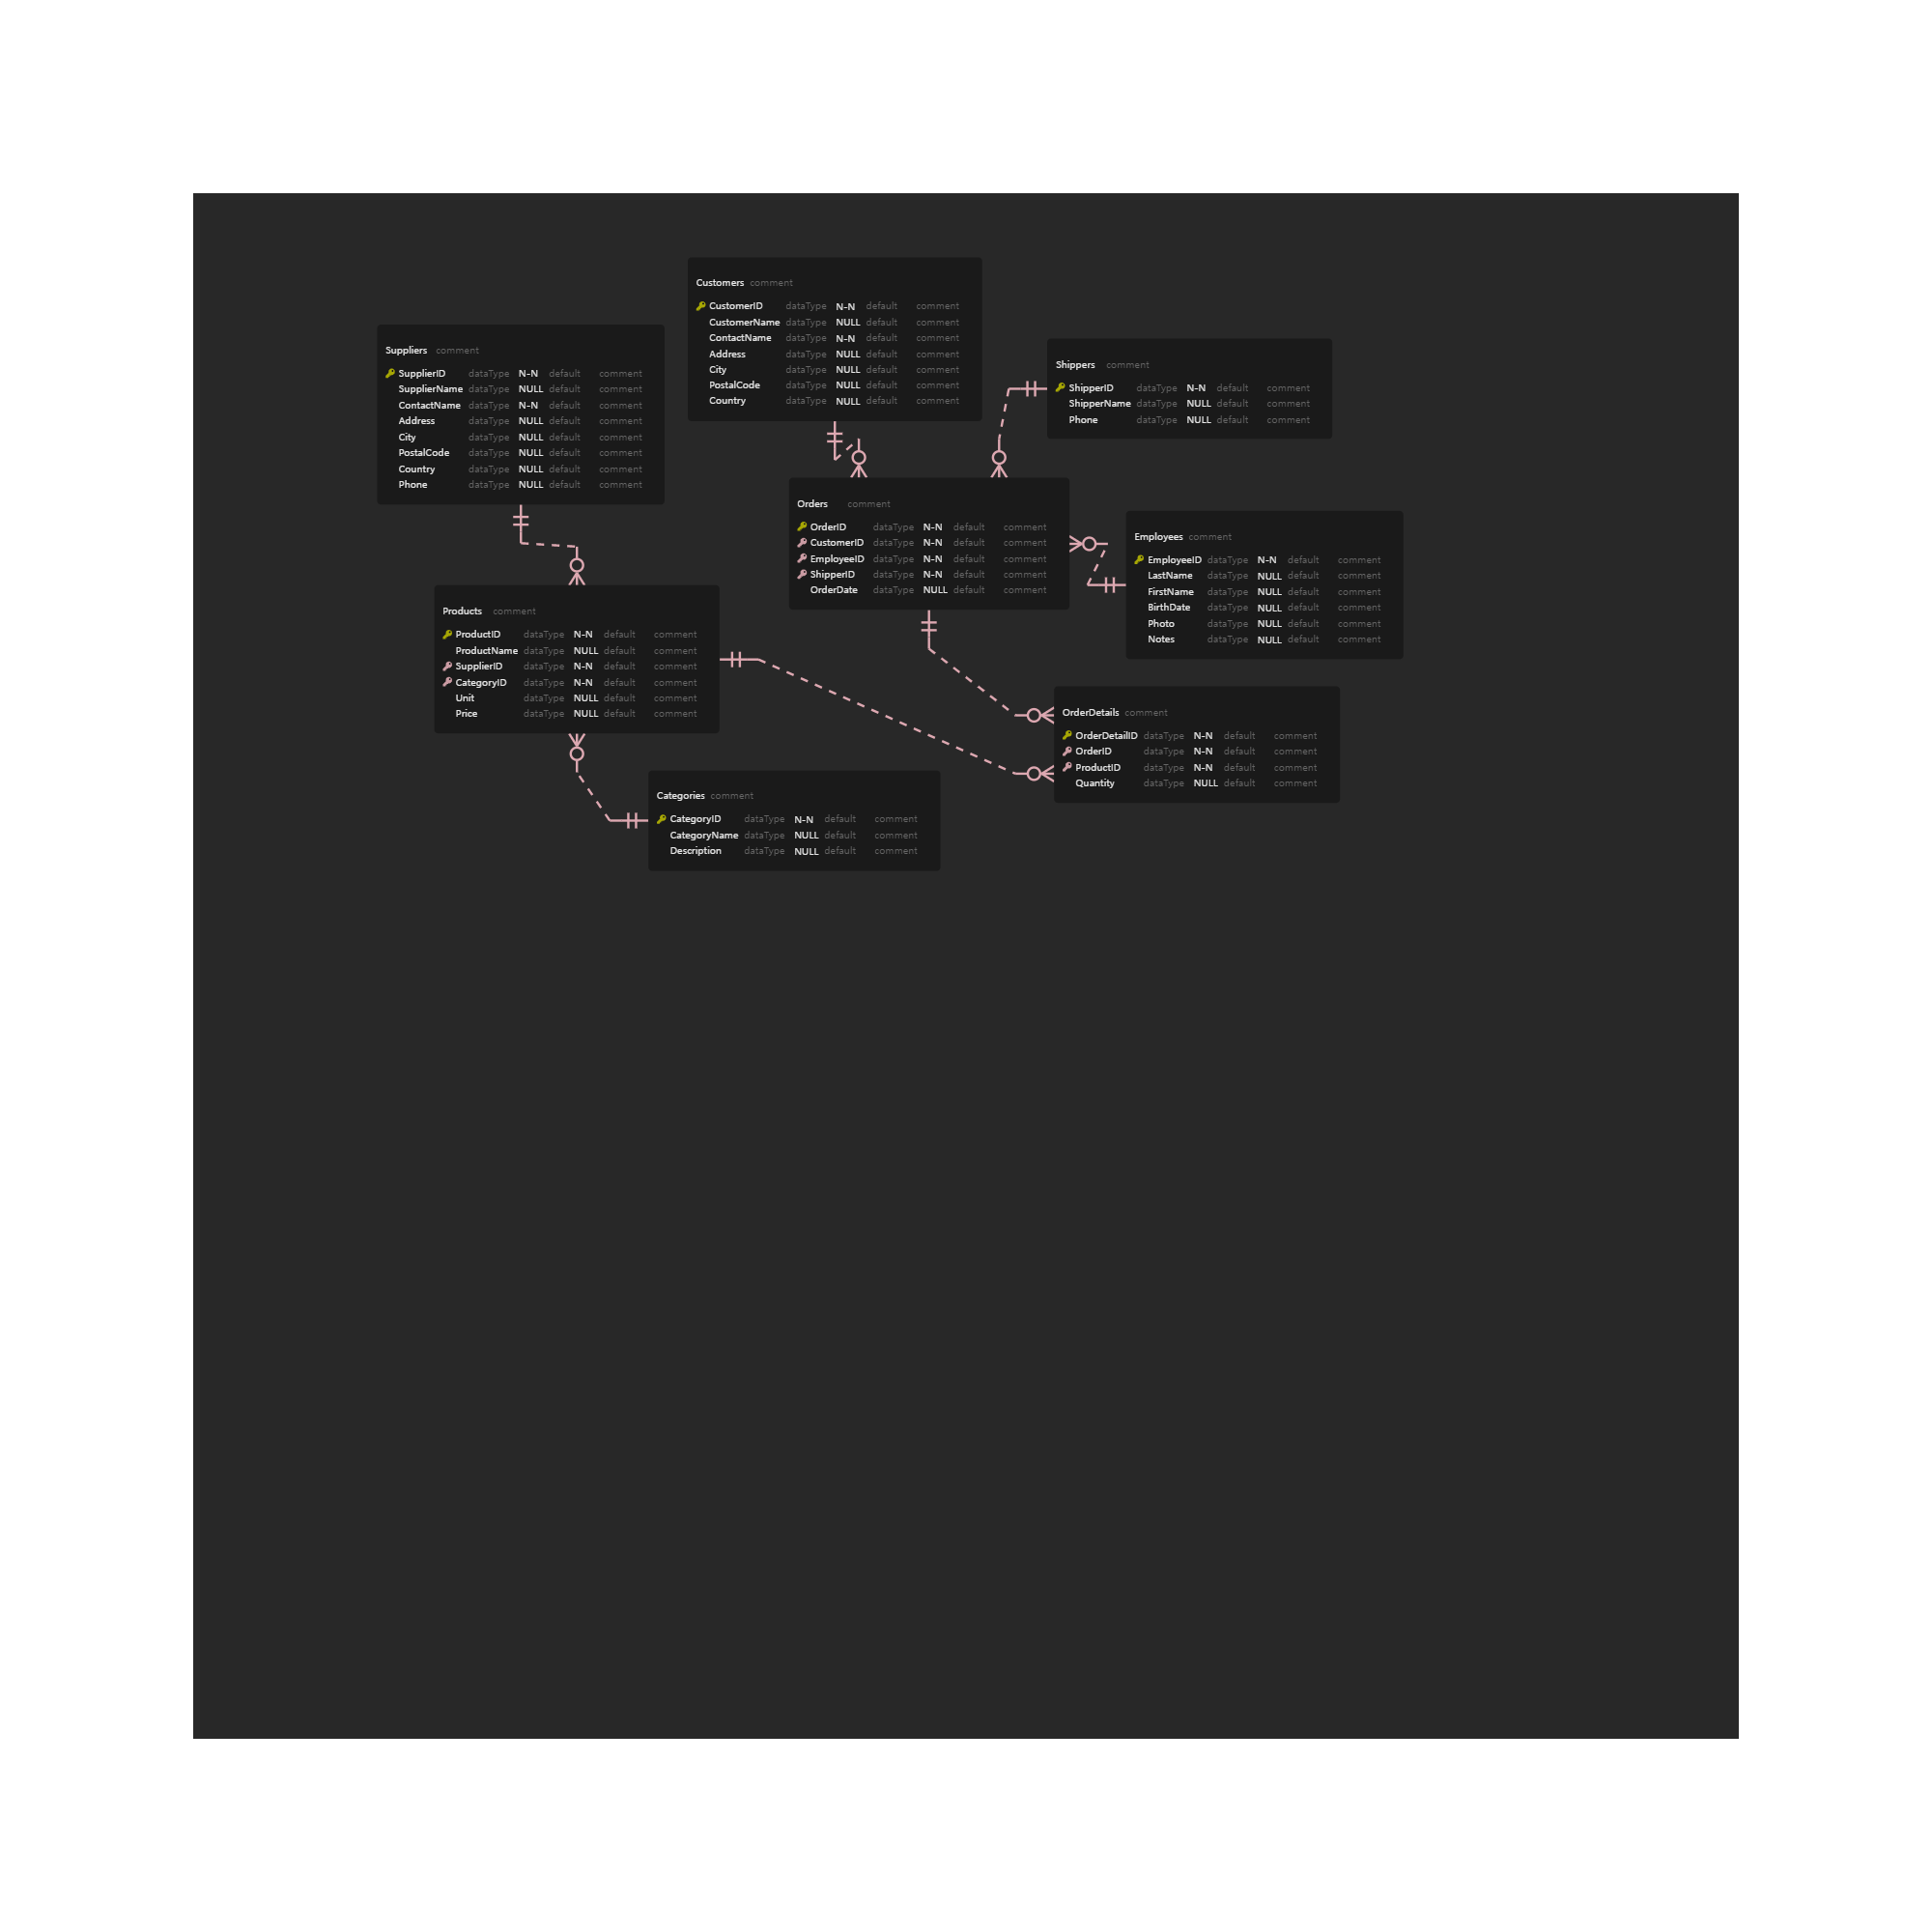 Customers comment
CustomerID dataType N-N default comment
CustomerName dataType NULL default comment
ContactName dataType N-N default comment
Address dataType NULL default comment
City dataType NULL default comment
PostalCode dataType NULL default comment
Country dataType NULL default comment
Suppliers comment
SupplierID dataType N-N default comment
SupplierName dataType NULL default comment
ContactName dataType N-N default comment
Address dataType NULL default comment
City dataType NULL default comment
PostalCode dataType NULL default comment
Country dataType NULL default comment
Phone dataType NULL default comment
Shippers comment
ShipperID dataType N-N default comment
ShipperName dataType NULL default comment
Phone dataType NULL default comment
Orders comment
OrderID dataType N-N default comment
CustomerID dataType N-N default comment
EmployeeID dataType N-N default comment
ShipperID dataType N-N default comment
OrderDate dataType NULL default comment
Employees comment
EmployeeID dataType N-N default comment
LastName dataType NULL default comment
FirstName dataType NULL default comment
BirthDate dataType NULL default comment
Photo dataType NULL default comment
Notes dataType NULL default comment
Products comment
ProductID dataType N-N default comment
ProductName dataType NULL default comment
SupplierID dataType N-N default comment
CategoryID dataType N-N default comment
Unit dataType NULL default comment
Price dataType NULL default comment
OrderDetails comment
OrderDetailID dataType N-N default comment
OrderID dataType N-N default comment
ProductID dataType N-N default comment
Quantity dataType NULL default comment
Categories comment
CategoryID dataType N-N default comment
CategoryName dataType NULL default comment
Description dataType NULL default comment